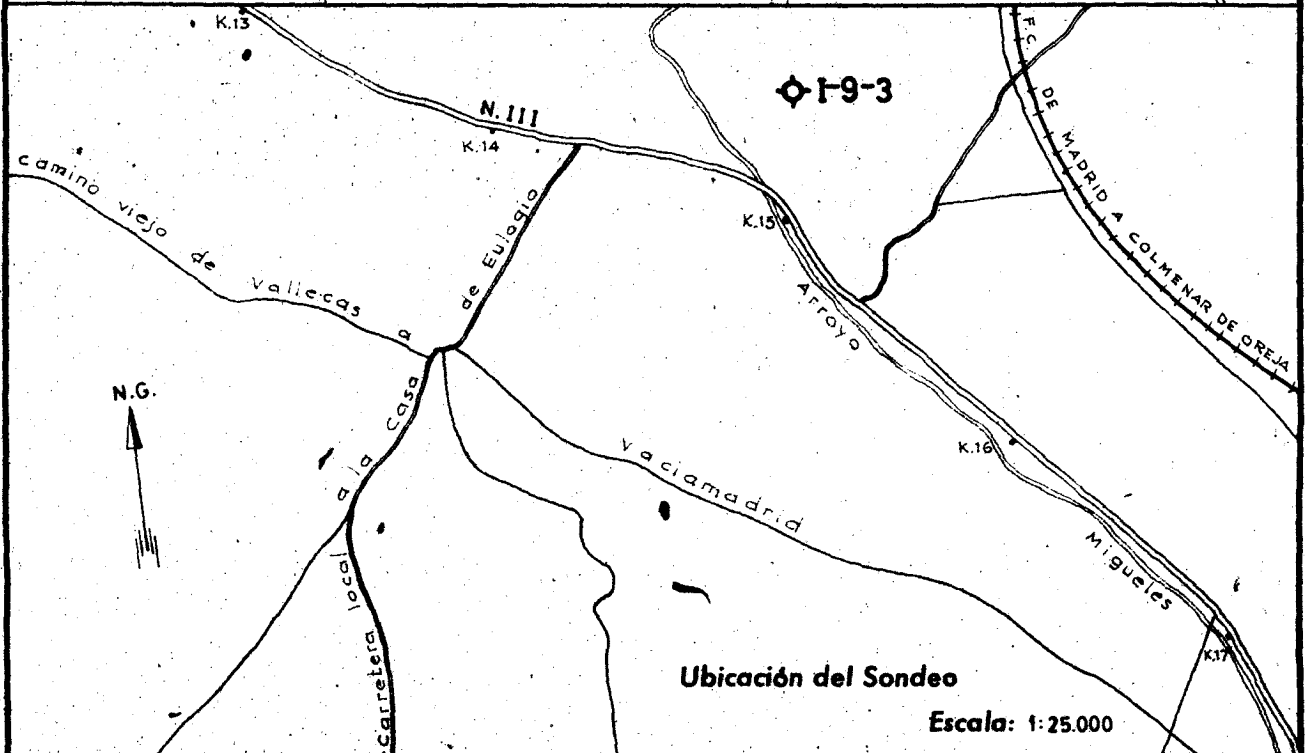 K.13
I-9-3
F.C. DE MADRID A COLMENAR DE OREJA
N.III
K.14
camino viejo de Vallecas a Vaciamadrid
K.15
Arroyo Migueles
carretera local a la Casa de Eulogio
N.G.
K.16
K.17
Ubicación del Sondeo
Escala: 1:25.000